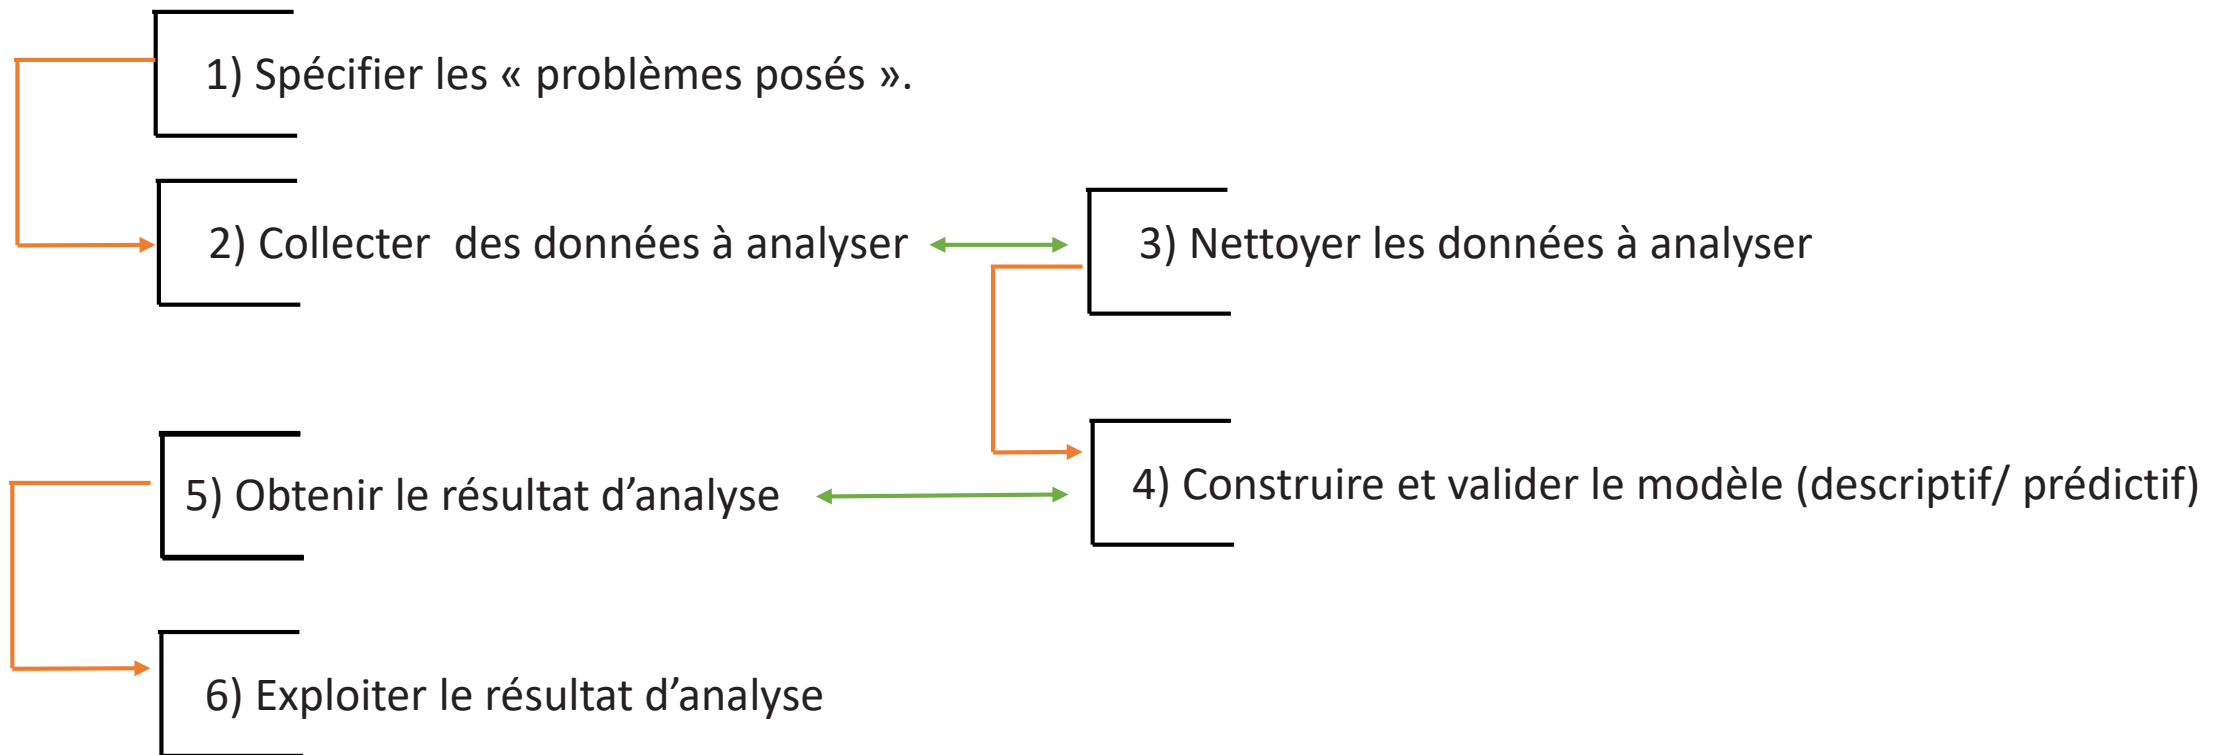 1) Spécifier les « problèmes posés ».
2) Collecter des données à analyser
3) Nettoyer les données à analyser
4) Construire et valider le modèle (descriptif/ prédictif)
5) Obtenir le résultat d’analyse
6) Exploiter le résultat d’analyse